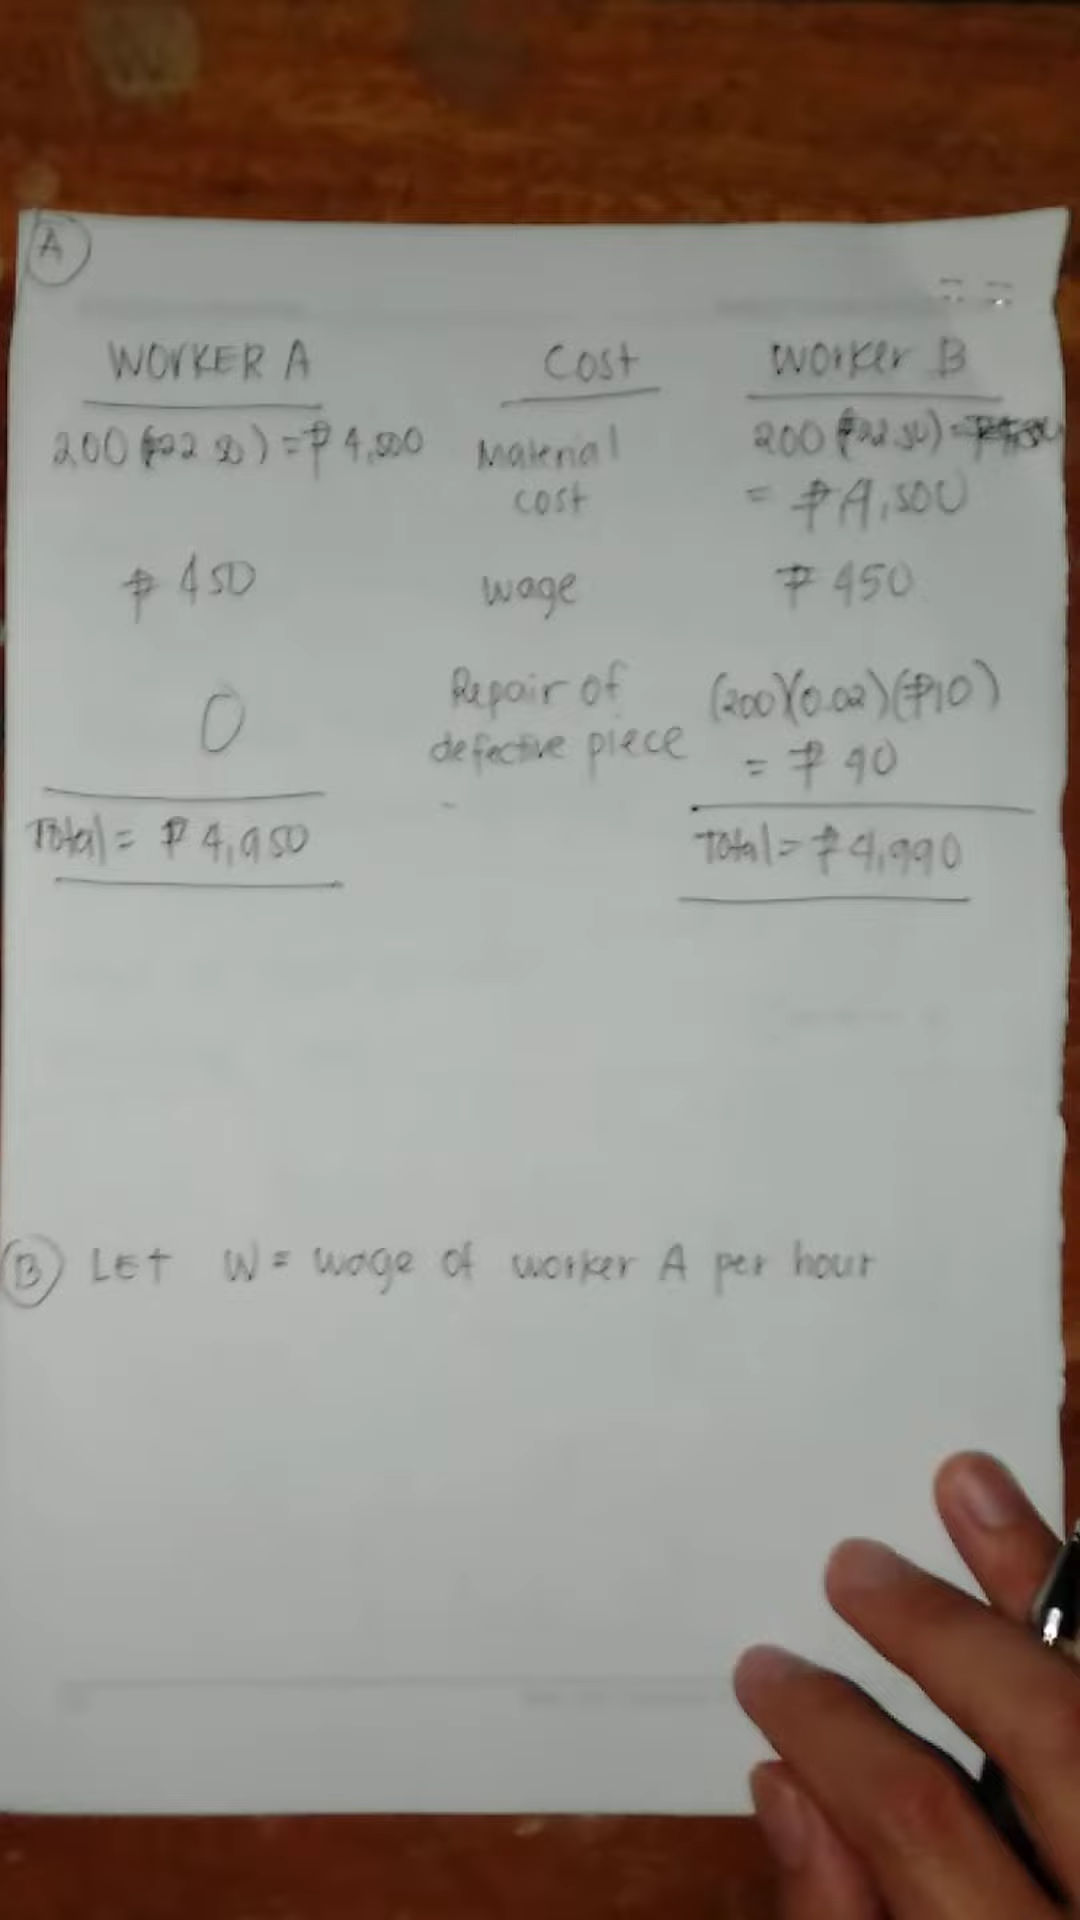 A
WORKER A Cost Worker B
200 (₱22.50) = ₱ 4,500 Material cost 200 (₱22.50) =
= ₱ 4,500
₱ 450 wage ₱ 450
0 Repair of defective piece (200)(0.02)(₱10)
= ₱ 40
Total = ₱ 4,950 Total = ₱ 4,990
B LET W = wage of worker A per hour